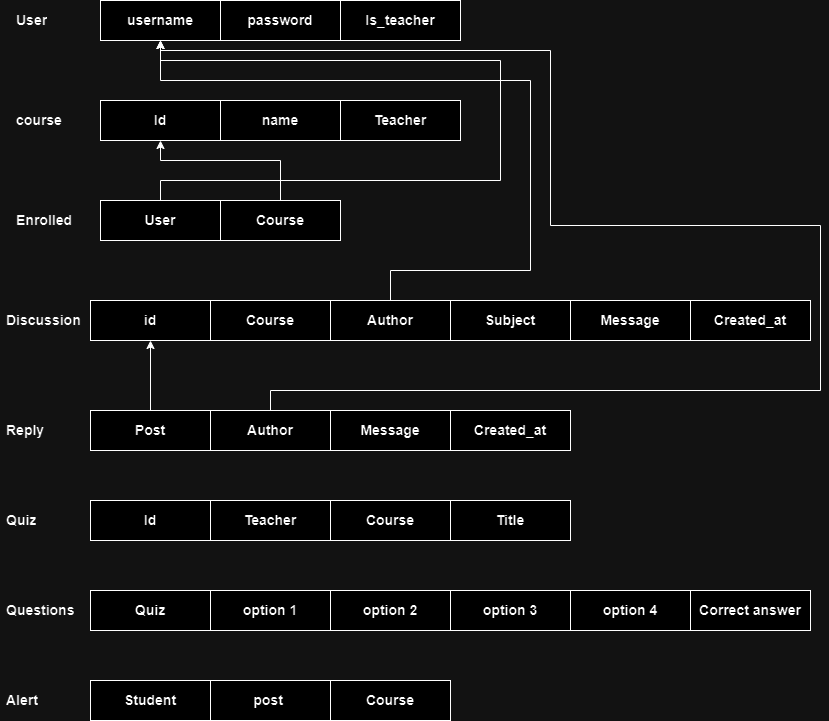 User username password Is_teacher
course Id name Teacher
Enrolled User Course
Discussion id Course Author Subject Message Created_at
Reply Post Author Message Created_at
Quiz Id Teacher Course Title
Questions Quiz option 1 option 2 option 3 option 4 Correct answer
Alert Student post Course